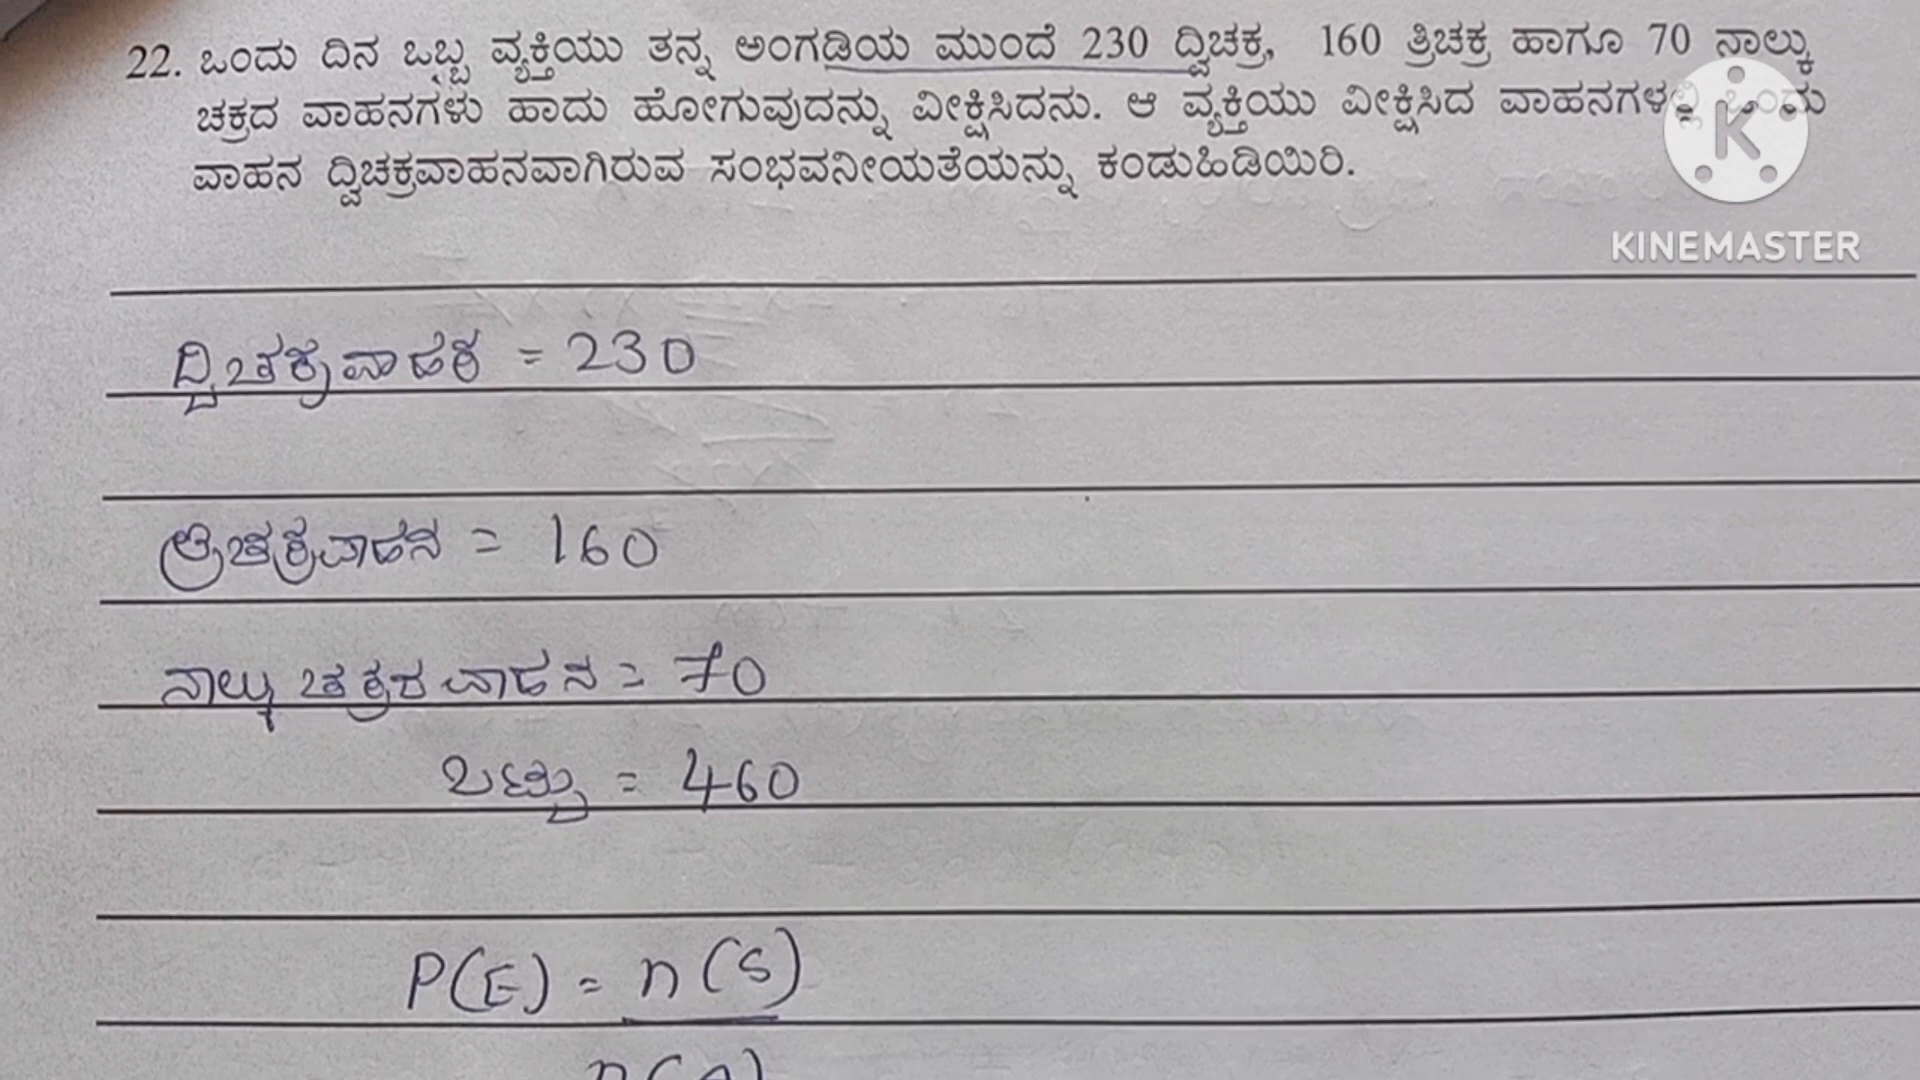 22. ಒಂದು ದಿನ ಒಬ್ಬ ವ್ಯಕ್ತಿಯು ತನ್ನ ಅಂಗಡಿಯ ಮುಂದೆ 230 ದ್ವಿಚಕ್ರ, 160 ತ್ರಿಚಕ್ರ ಹಾಗೂ 70 ನಾಲ್ಕು
ಚಕ್ರದ ವಾಹನಗಳು ಹಾದು ಹೋಗುವುದನ್ನು ವೀಕ್ಷಿಸಿದನು. ಆ ವ್ಯಕ್ತಿಯು ವೀಕ್ಷಿಸಿದ ವಾಹನಗಳಲ್ಲಿ ಒಂದು
ವಾಹನ ದ್ವಿಚಕ್ರವಾಹನವಾಗಿರುವ ಸಂಭವನೀಯತೆಯನ್ನು ಕಂಡುಹಿಡಿಯಿರಿ.
K
KINEMASTER
ದ್ವಿಚಕ್ರವಾಹನ = 230
ತ್ರಿಚಕ್ರವಾಹನ = 160
ನಾಲ್ಕು ಚಕ್ರದ ವಾಹನ = 70
ಒಟ್ಟು = 460
P(E) = n(S)